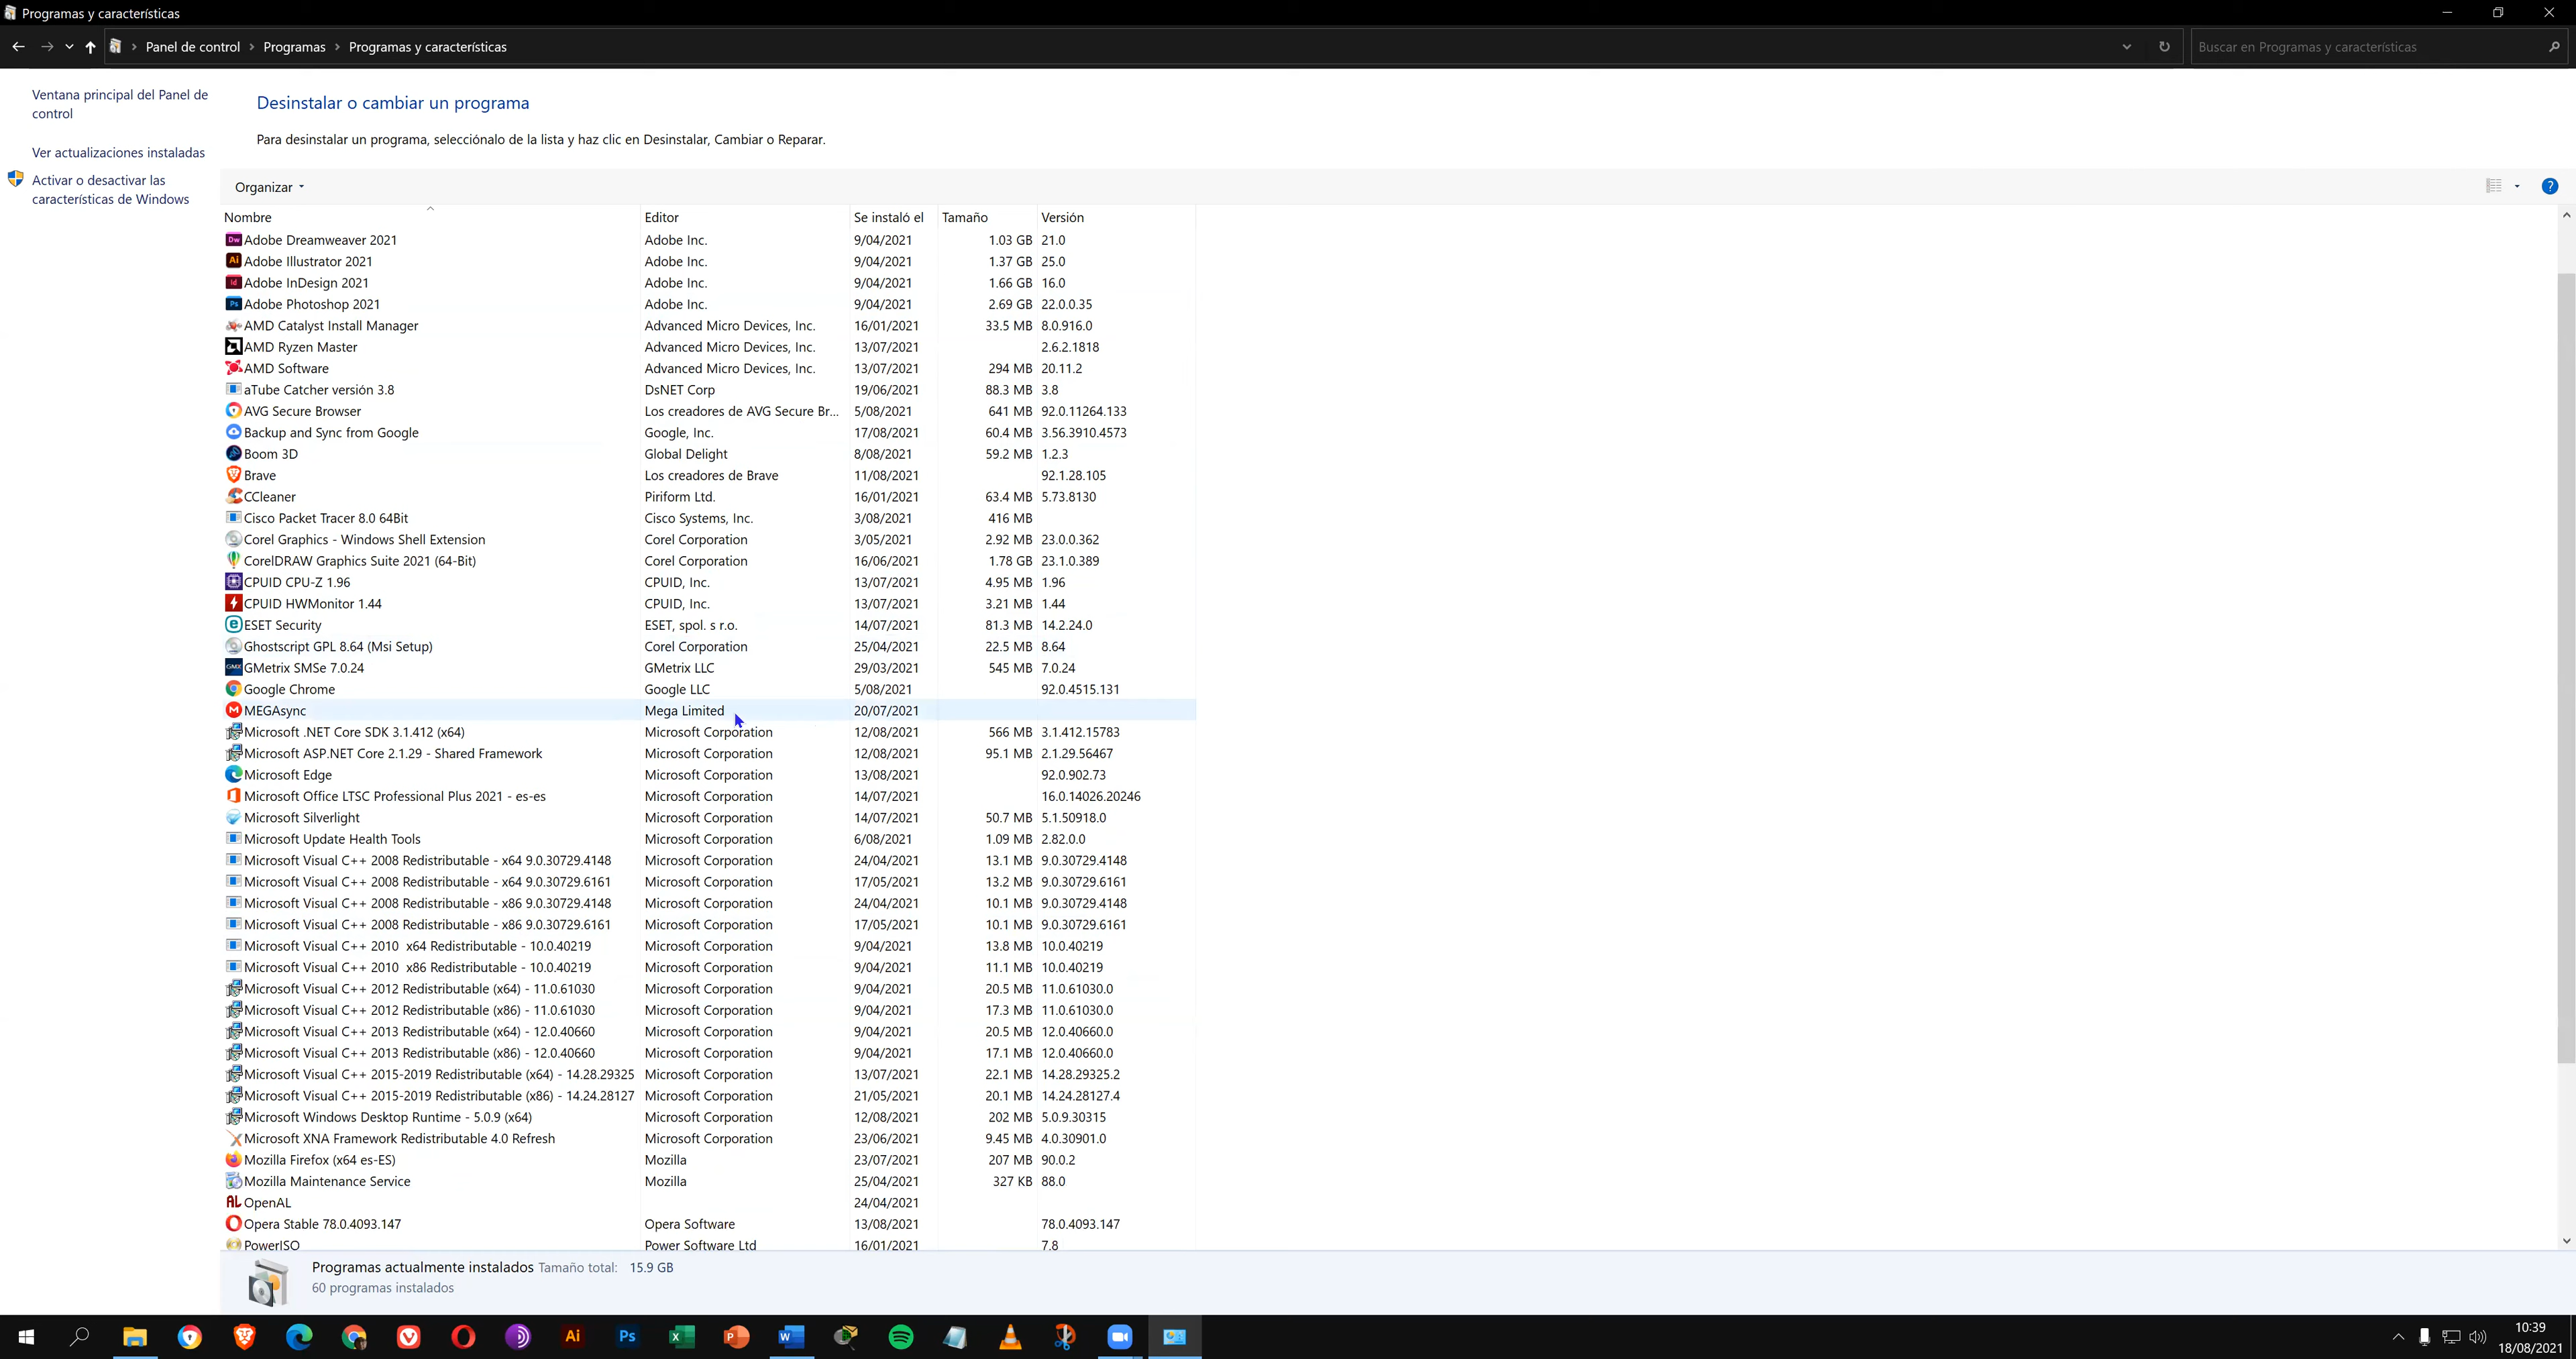 Programas y características
Panel de control > Programas > Programas y características
Buscar en Programas y características
Ventana principal del Panel de
control
Ver actualizaciones instaladas
Activar o desactivar las
características de Windows
Desinstalar o cambiar un programa
Para desinstalar un programa, selecciónalo de la lista y haz clic en Desinstalar, Cambiar o Reparar.
Organizar
Nombre Editor Se instaló el Tamaño Versión
Adobe Dreamweaver 2021 Adobe Inc. 9/04/2021 1.03 GB 21.0
Adobe Illustrator 2021 Adobe Inc. 9/04/2021 1.37 GB 25.0
Adobe InDesign 2021 Adobe Inc. 9/04/2021 1.66 GB 16.0
Adobe Photoshop 2021 Adobe Inc. 9/04/2021 2.69 GB 22.0.0.35
AMD Catalyst Install Manager Advanced Micro Devices, Inc. 16/01/2021 33.5 MB 8.0.916.0
AMD Ryzen Master Advanced Micro Devices, Inc. 13/07/2021 2.6.2.1818
AMD Software Advanced Micro Devices, Inc. 13/07/2021 294 MB 20.11.2
aTube Catcher versión 3.8 DsNET Corp 19/06/2021 88.3 MB 3.8
AVG Secure Browser Los creadores de AVG Secure Br... 5/08/2021 641 MB 92.0.11264.133
Backup and Sync from Google Google, Inc. 17/08/2021 60.4 MB 3.56.3910.4573
Boom 3D Global Delight 8/08/2021 59.2 MB 1.2.3
Brave Los creadores de Brave 11/08/2021 92.1.28.105
CCleaner Piriform Ltd. 16/01/2021 63.4 MB 5.73.8130
Cisco Packet Tracer 8.0 64Bit Cisco Systems, Inc. 3/08/2021 416 MB
Corel Graphics - Windows Shell Extension Corel Corporation 3/05/2021 2.92 MB 23.0.0.362
CorelDRAW Graphics Suite 2021 (64-Bit) Corel Corporation 16/06/2021 1.78 GB 23.1.0.389
CPUID CPU-Z 1.96 CPUID, Inc. 13/07/2021 4.95 MB 1.96
CPUID HWMonitor 1.44 CPUID, Inc. 13/07/2021 3.21 MB 1.44
ESET Security ESET, spol. s r.o. 14/07/2021 81.3 MB 14.2.24.0
Ghostscript GPL 8.64 (Msi Setup) Corel Corporation 25/04/2021 22.5 MB 8.64
GMetrix SMSe 7.0.24 GMetrix LLC 29/03/2021 545 MB 7.0.24
Google Chrome Google LLC 5/08/2021 92.0.4515.131
MEGAsync Mega Limited 20/07/2021
Microsoft .NET Core SDK 3.1.412 (x64) Microsoft Corporation 12/08/2021 566 MB 3.1.412.15783
Microsoft ASP.NET Core 2.1.29 - Shared Framework Microsoft Corporation 12/08/2021 95.1 MB 2.1.29.56467
Microsoft Edge Microsoft Corporation 13/08/2021 92.0.902.73
Microsoft Office LTSC Professional Plus 2021 - es-es Microsoft Corporation 14/07/2021 16.0.14026.20246
Microsoft Silverlight Microsoft Corporation 14/07/2021 50.7 MB 5.1.50918.0
Microsoft Update Health Tools Microsoft Corporation 6/08/2021 1.09 MB 2.82.0.0
Microsoft Visual C++ 2008 Redistributable - x64 9.0.30729.4148 Microsoft Corporation 24/04/2021 13.1 MB 9.0.30729.4148
Microsoft Visual C++ 2008 Redistributable - x64 9.0.30729.6161 Microsoft Corporation 17/05/2021 13.2 MB 9.0.30729.6161
Microsoft Visual C++ 2008 Redistributable - x86 9.0.30729.4148 Microsoft Corporation 24/04/2021 10.1 MB 9.0.30729.4148
Microsoft Visual C++ 2008 Redistributable - x86 9.0.30729.6161 Microsoft Corporation 17/05/2021 10.1 MB 9.0.30729.6161
Microsoft Visual C++ 2010 x64 Redistributable - 10.0.40219 Microsoft Corporation 9/04/2021 13.8 MB 10.0.40219
Microsoft Visual C++ 2010 x86 Redistributable - 10.0.40219 Microsoft Corporation 9/04/2021 11.1 MB 10.0.40219
Microsoft Visual C++ 2012 Redistributable (x64) - 11.0.61030 Microsoft Corporation 9/04/2021 20.5 MB 11.0.61030.0
Microsoft Visual C++ 2012 Redistributable (x86) - 11.0.61030 Microsoft Corporation 9/04/2021 17.3 MB 11.0.61030.0
Microsoft Visual C++ 2013 Redistributable (x64) - 12.0.40660 Microsoft Corporation 9/04/2021 20.5 MB 12.0.40660.0
Microsoft Visual C++ 2013 Redistributable (x86) - 12.0.40660 Microsoft Corporation 9/04/2021 17.1 MB 12.0.40660.0
Microsoft Visual C++ 2015-2019 Redistributable (x64) - 14.28.29325 Microsoft Corporation 13/07/2021 22.1 MB 14.28.29325.2
Microsoft Visual C++ 2015-2019 Redistributable (x86) - 14.24.28127 Microsoft Corporation 21/05/2021 20.1 MB 14.24.28127.4
Microsoft Windows Desktop Runtime - 5.0.9 (x64) Microsoft Corporation 12/08/2021 202 MB 5.0.9.30315
Microsoft XNA Framework Redistributable 4.0 Refresh Microsoft Corporation 23/06/2021 9.45 MB 4.0.30901.0
Mozilla Firefox (x64 es-ES) Mozilla 23/07/2021 207 MB 90.0.2
Mozilla Maintenance Service Mozilla 25/04/2021 327 KB 88.0
OpenAL 24/04/2021
Opera Stable 78.0.4093.147 Opera Software 13/08/2021 78.0.4093.147
PowerISO Power Software Ltd 16/01/2021 7.8
Programas actualmente instalados Tamaño total: 15.9 GB
60 programas instalados
10:39
18/08/2021